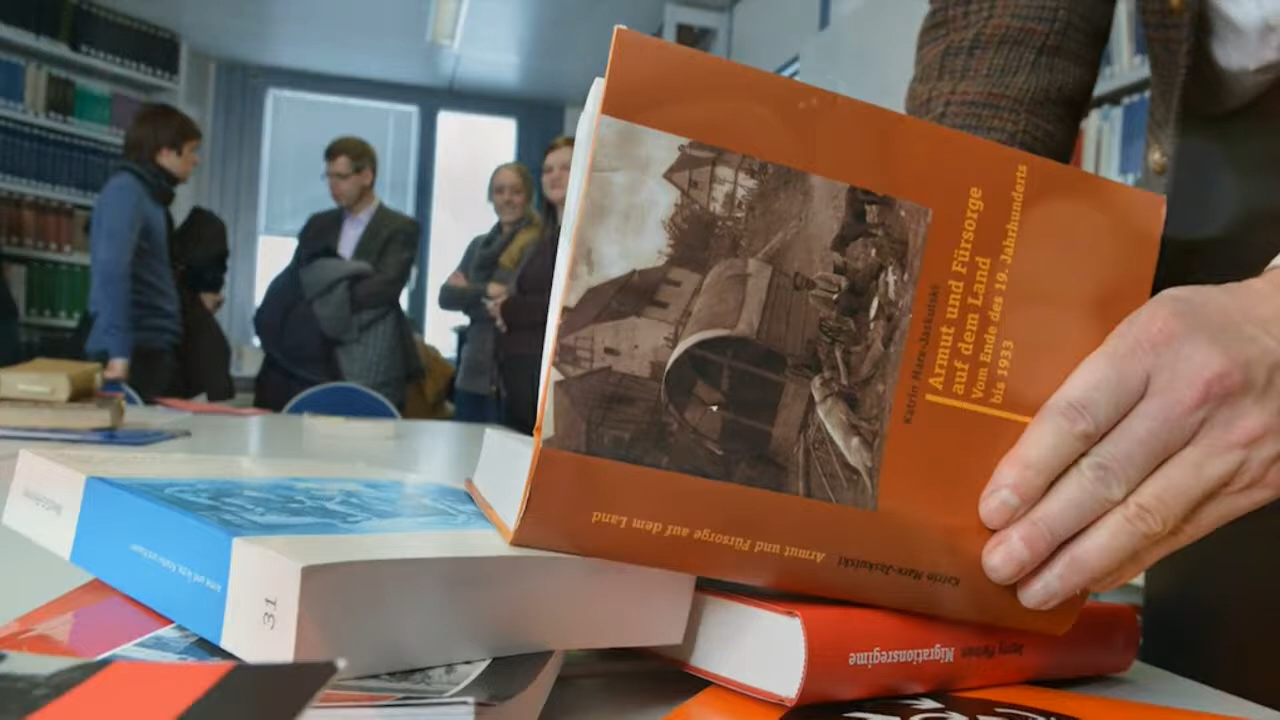 Katrin Marx-Jaskulski
Armut und Fürsorge
auf dem Land
Vom Ende des 19. Jahrhunderts
bis 1933
Katrin Marx-Jaskulski Armut und Fürsorge auf dem Land
31
Migrationsregime